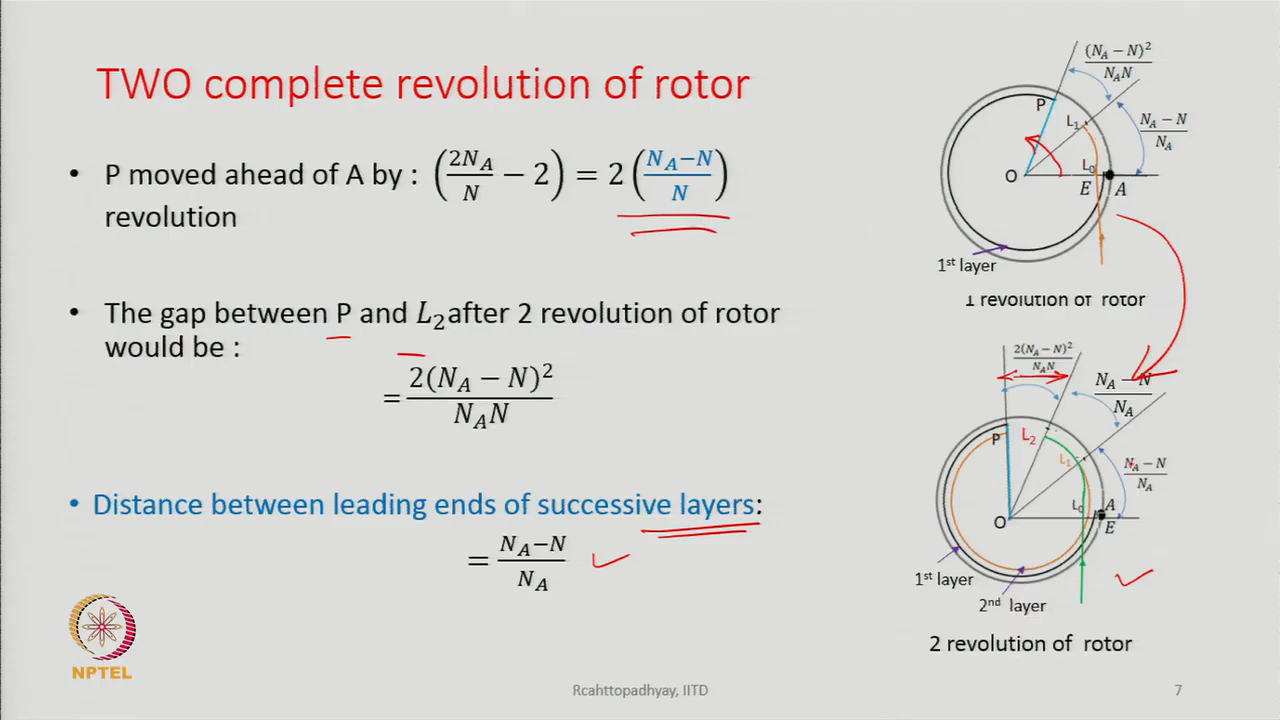 TWO complete revolution of rotor
• P moved ahead of A by : (2N_A/N − 2) = 2 (N_A−N/N)
revolution
• The gap between P and L₂ after 2 revolution of rotor
would be :
= 2(N_A − N)²/N_A N
• Distance between leading ends of successive layers:
= N_A−N/N_A
(N_A − N)²/N_A N
N_A − N/N_A
P
L₁
L₀
O
E
A
1st layer
1 revolution of rotor
2(N_A − N)²/N_A N
N_A − N/N_A
N_A − N/N_A
P
L₂
L₁
L₀
A
O
E
1st layer
2nd layer
2 revolution of rotor
NPTEL
Rcahttopadhyay, IITD
7